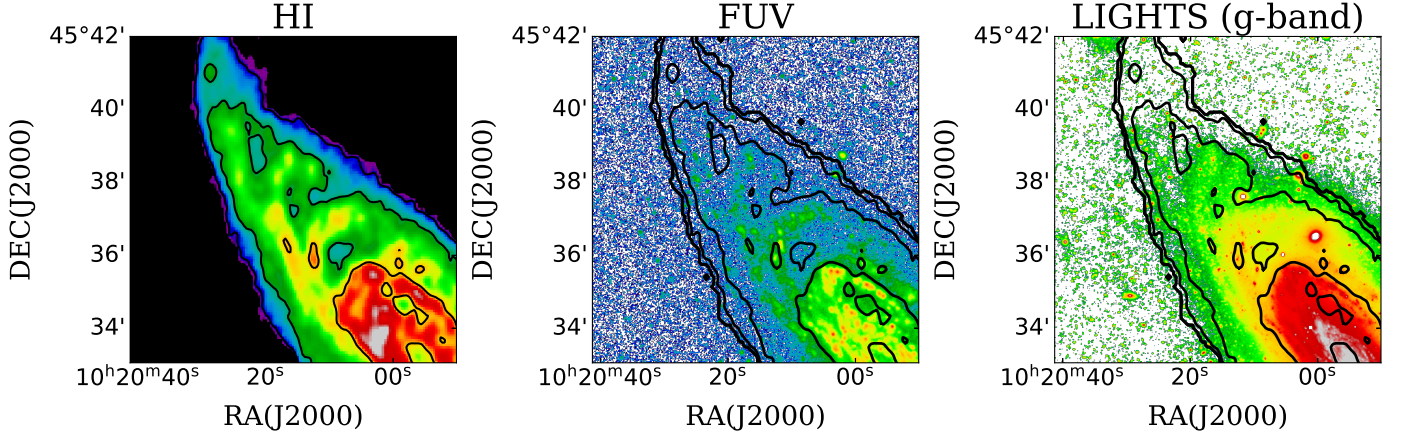 HI
FUV
LIGHTS (g-band)
45°42'
40'
38'
36'
34'
10ʰ20ᵐ40ˢ
20ˢ
00ˢ
RA(J2000)
DEC(J2000)
45°42'
40'
38'
36'
34'
10ʰ20ᵐ40ˢ
20ˢ
00ˢ
RA(J2000)
DEC(J2000)
45°42'
40'
38'
36'
34'
10ʰ20ᵐ40ˢ
20ˢ
00ˢ
RA(J2000)
DEC(J2000)